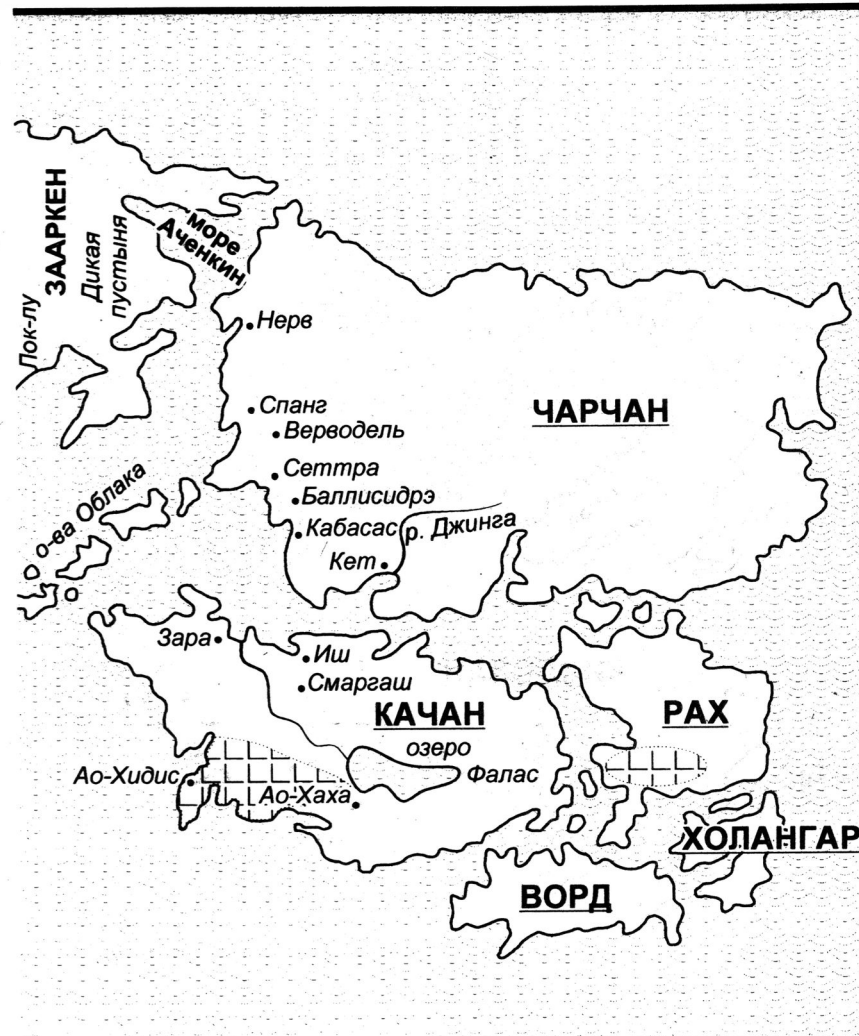 ЗААРКЕН
Дикая
пустыня
Лок-лу
море
Аченкин
Нерв
Спанг
Верводель
ЧАРЧАН
Сеттра
Баллисидрэ
о-ва Облака
Кабасас
р. Джинга
Кет
Зара
Иш
Смаргаш
КАЧАН
РАХ
озеро
Фалас
Ао-Хидис
Ао-Хаха
ХОЛАНГАР
ВОРД